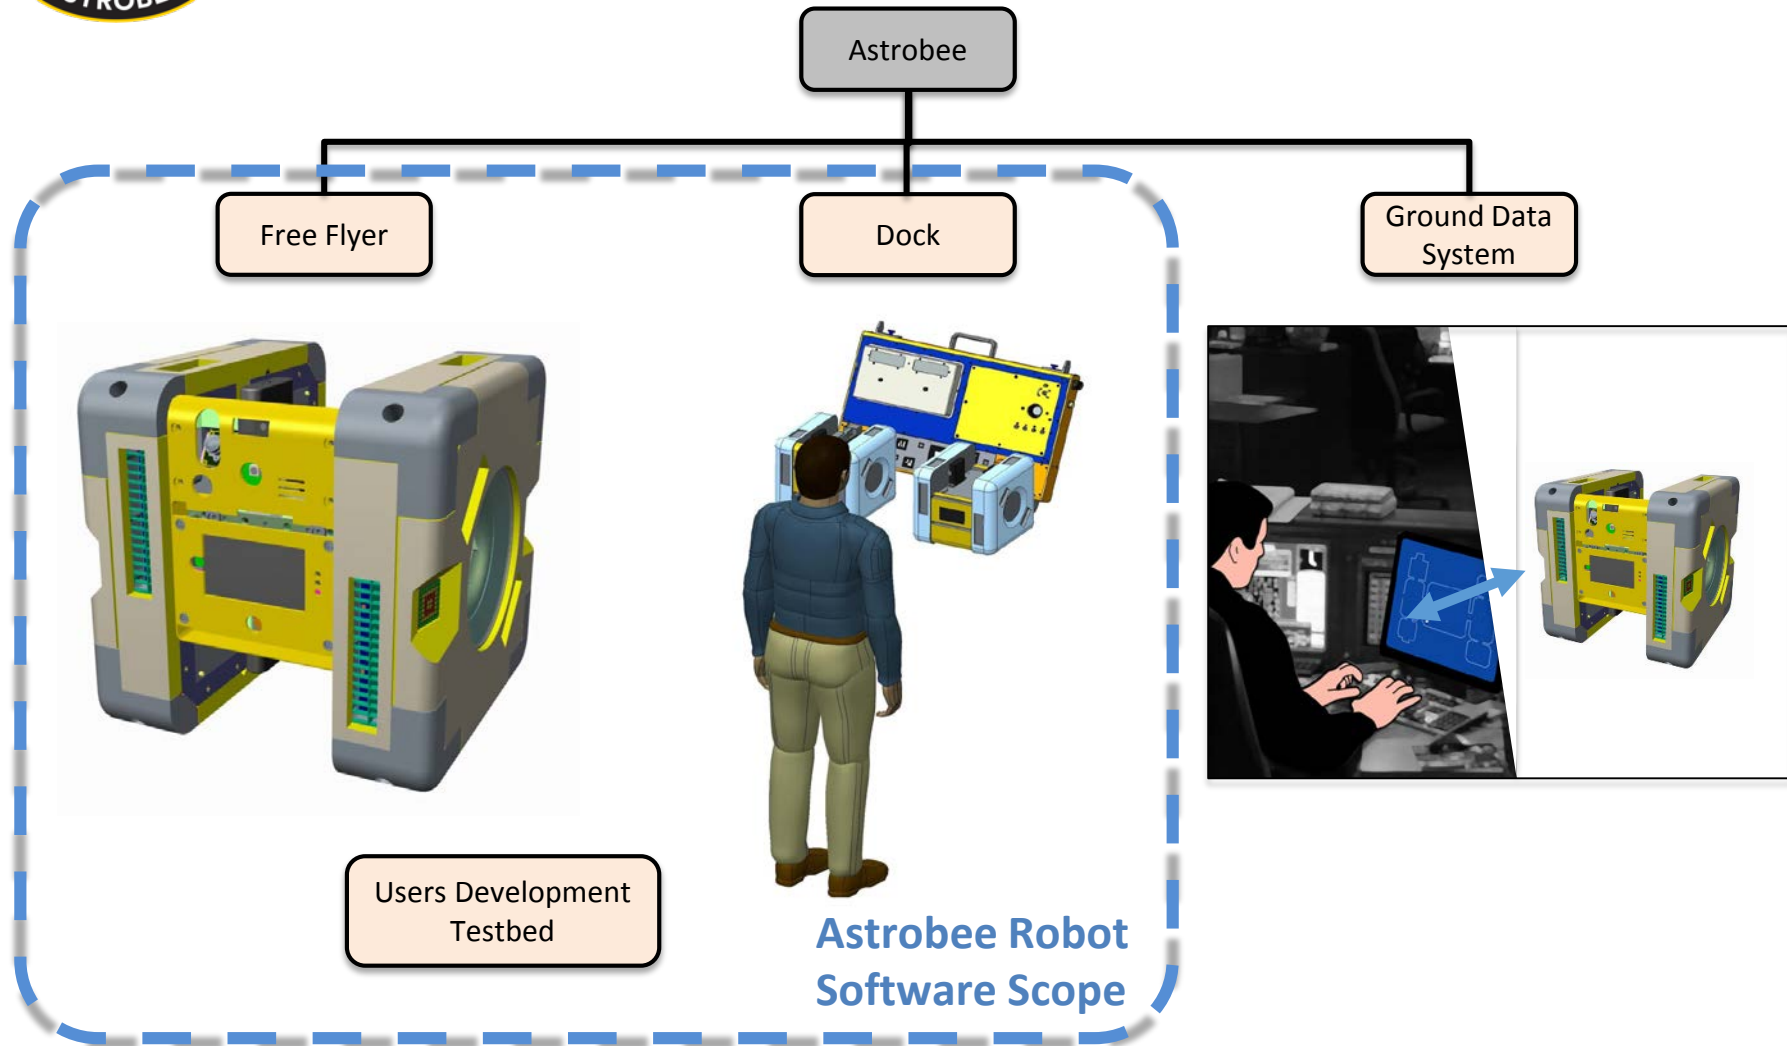 Astrobee
Free Flyer
Dock
Ground Data
System
Users Development
Testbed
Astrobee Robot
Software Scope